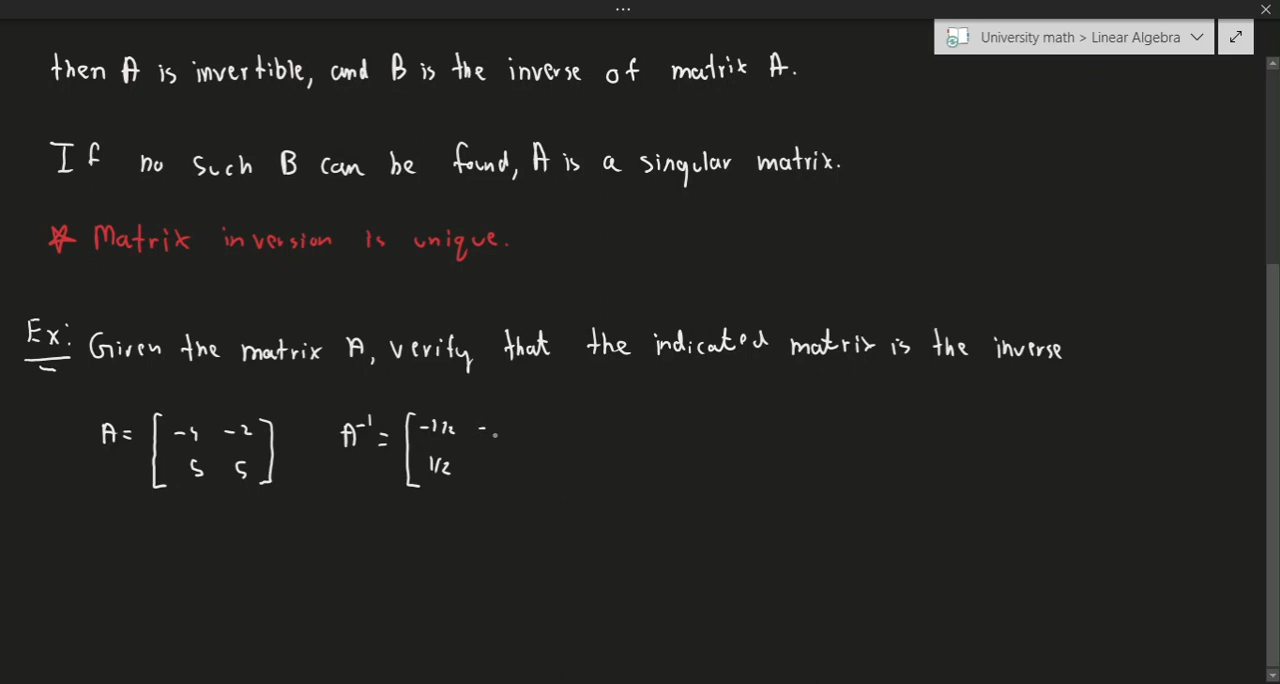 University math > Linear Algebra
then A is invertible, and B is the inverse of matrix A.
If no such B can be found, A is a singular matrix.
* Matrix inversion is unique.
Ex: Given the matrix A, verify that the indicated matrix is the inverse
A = [ -4 -2 ] A⁻¹ = [ -1/2 -
5 5 1/2